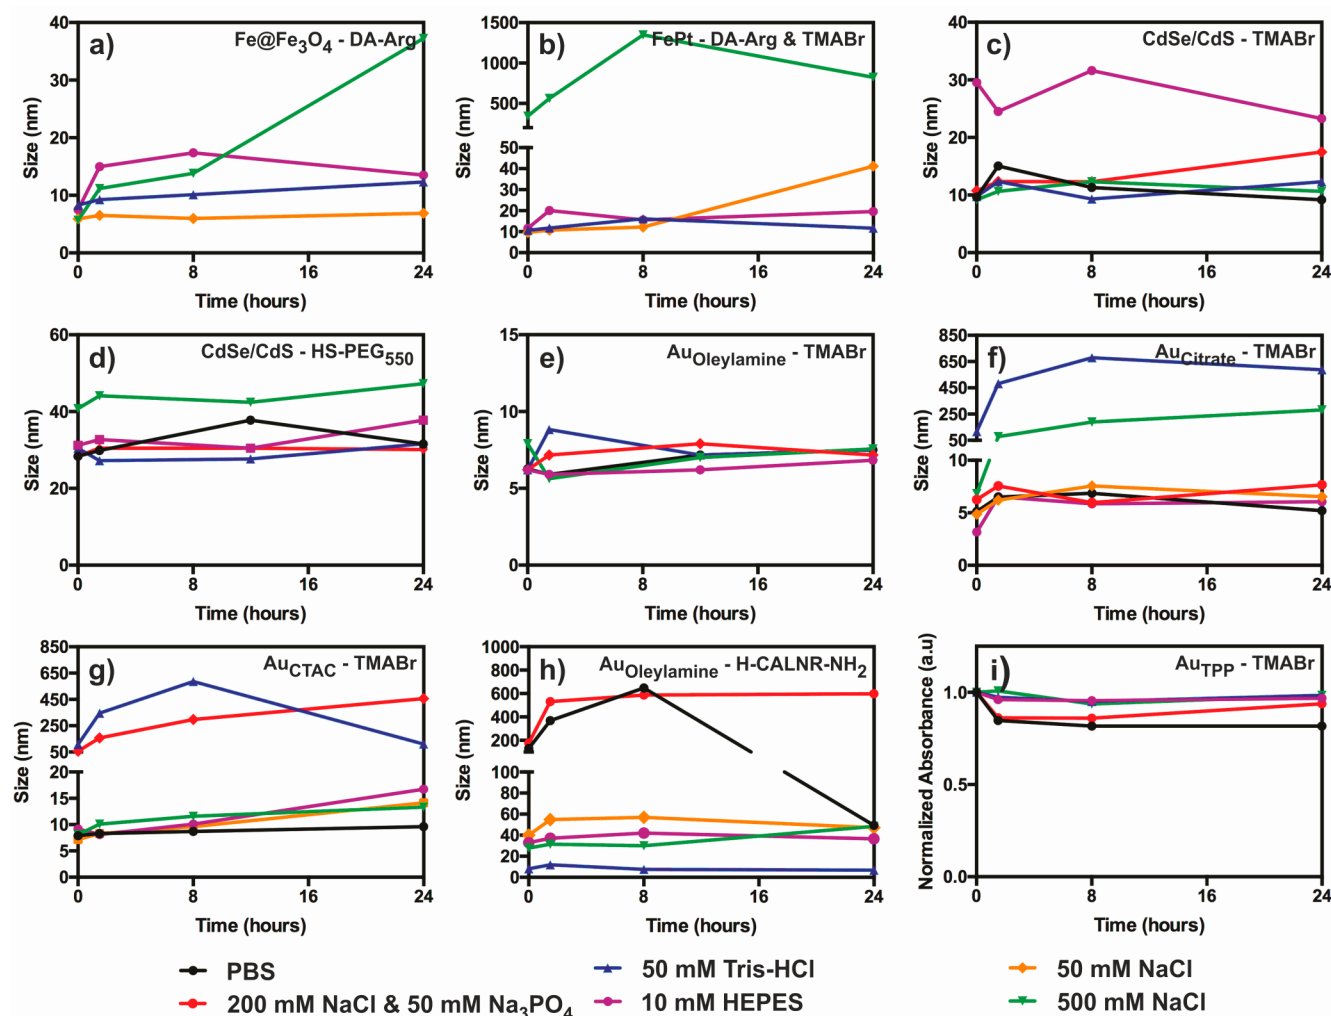 a) Fe@Fe3O4 - DA-Arg
40
30
20
10
0
Size (nm)
0 8 16 24
Time (hours)
b) FePt - DA-Arg & TMABr
1500
1000
500
50
40
30
20
10
0
Size (nm)
0 8 16 24
Time (hours)
c) CdSe/CdS - TMABr
40
30
20
10
0
Size (nm)
0 8 16 24
Time (hours)
d) CdSe/CdS - HS-PEG550
60
40
20
0
Size (nm)
0 8 16 24
Time (hours)
e) AuOleylamine - TMABr
15
10
5
0
Size (nm)
0 8 16 24
Time (hours)
f) AuCitrate - TMABr
850
650
450
250
50
10
5
0
Size (nm)
0 8 16 24
Time (hours)
g) AuCTAC - TMABr
850
650
450
250
50
20
15
10
5
0
Size (nm)
0 8 16 24
Time (hours)
h) AuOleylamine - H-CALNR-NH2
1000
800
600
400
200
100
80
60
40
20
0
Size (nm)
0 8 16 24
Time (hours)
i) AuTPP - TMABr
1.0
0.5
0.0
Normalized Absorbance (a.u)
0 8 16 24
Time (hours)
PBS
50 mM Tris-HCl
50 mM NaCl
200 mM NaCl & 50 mM Na3PO4
10 mM HEPES
500 mM NaCl